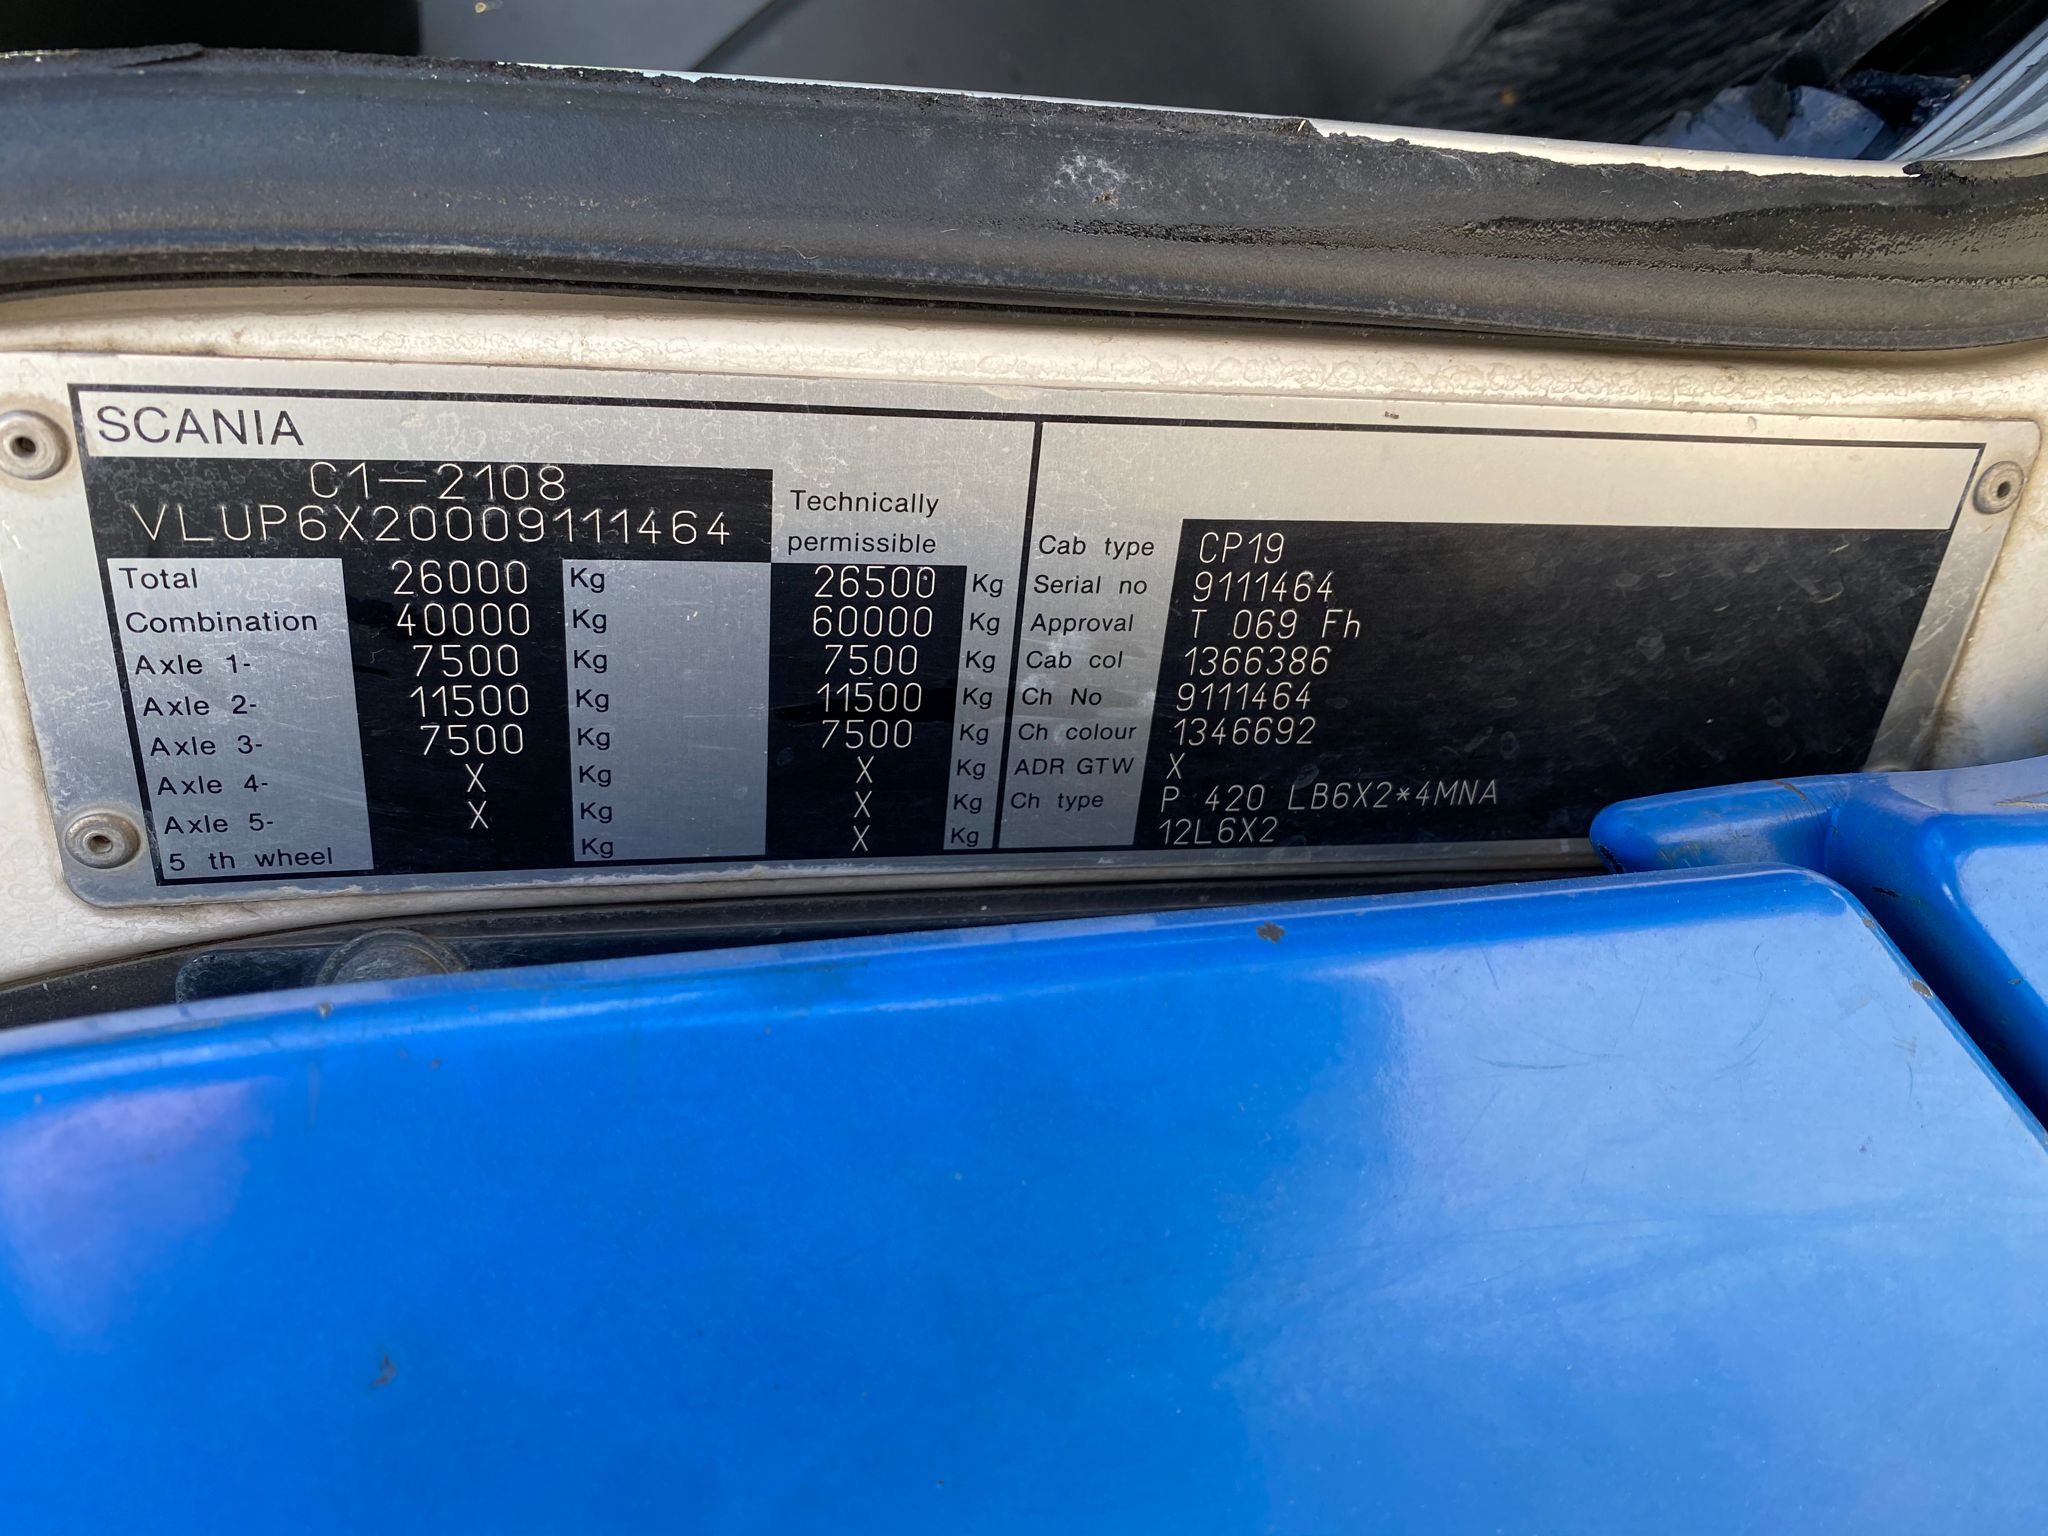 SCANIA
C1-2108
VLUP6X20009111464
Technically
permissible
Total 26000 Kg 26500 Kg
Combination 40000 Kg 60000 Kg
Axle 1- 7500 Kg 7500 Kg
Axle 2- 11500 Kg 11500 Kg
Axle 3- 7500 Kg 7500 Kg
Axle 4- X Kg X Kg
Axle 5- X Kg X Kg
5 th wheel Kg X Kg
Cab type CP19
Serial no 9111464
Approval T 069 Fh
Cab col 1366386
Ch No 9111464
Ch colour 1346692
ADR GTW X
Ch type P 420 LB6X2*4MNA
12L6X2